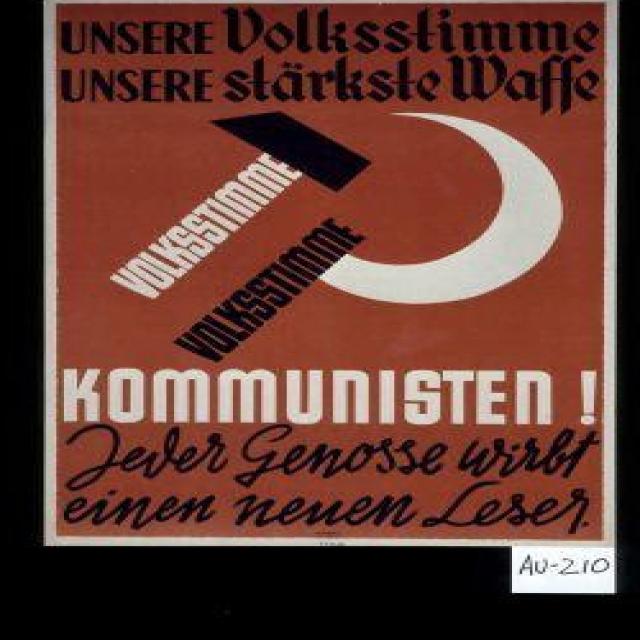 UNSERE Volksstimme
UNSERE stärkste Waffe
VOLKSSTIMME
VOLKSSTIMME
KOMMUNISTEN !
Jeder Genosse wirbt
einen neuen Leser.
AU-210